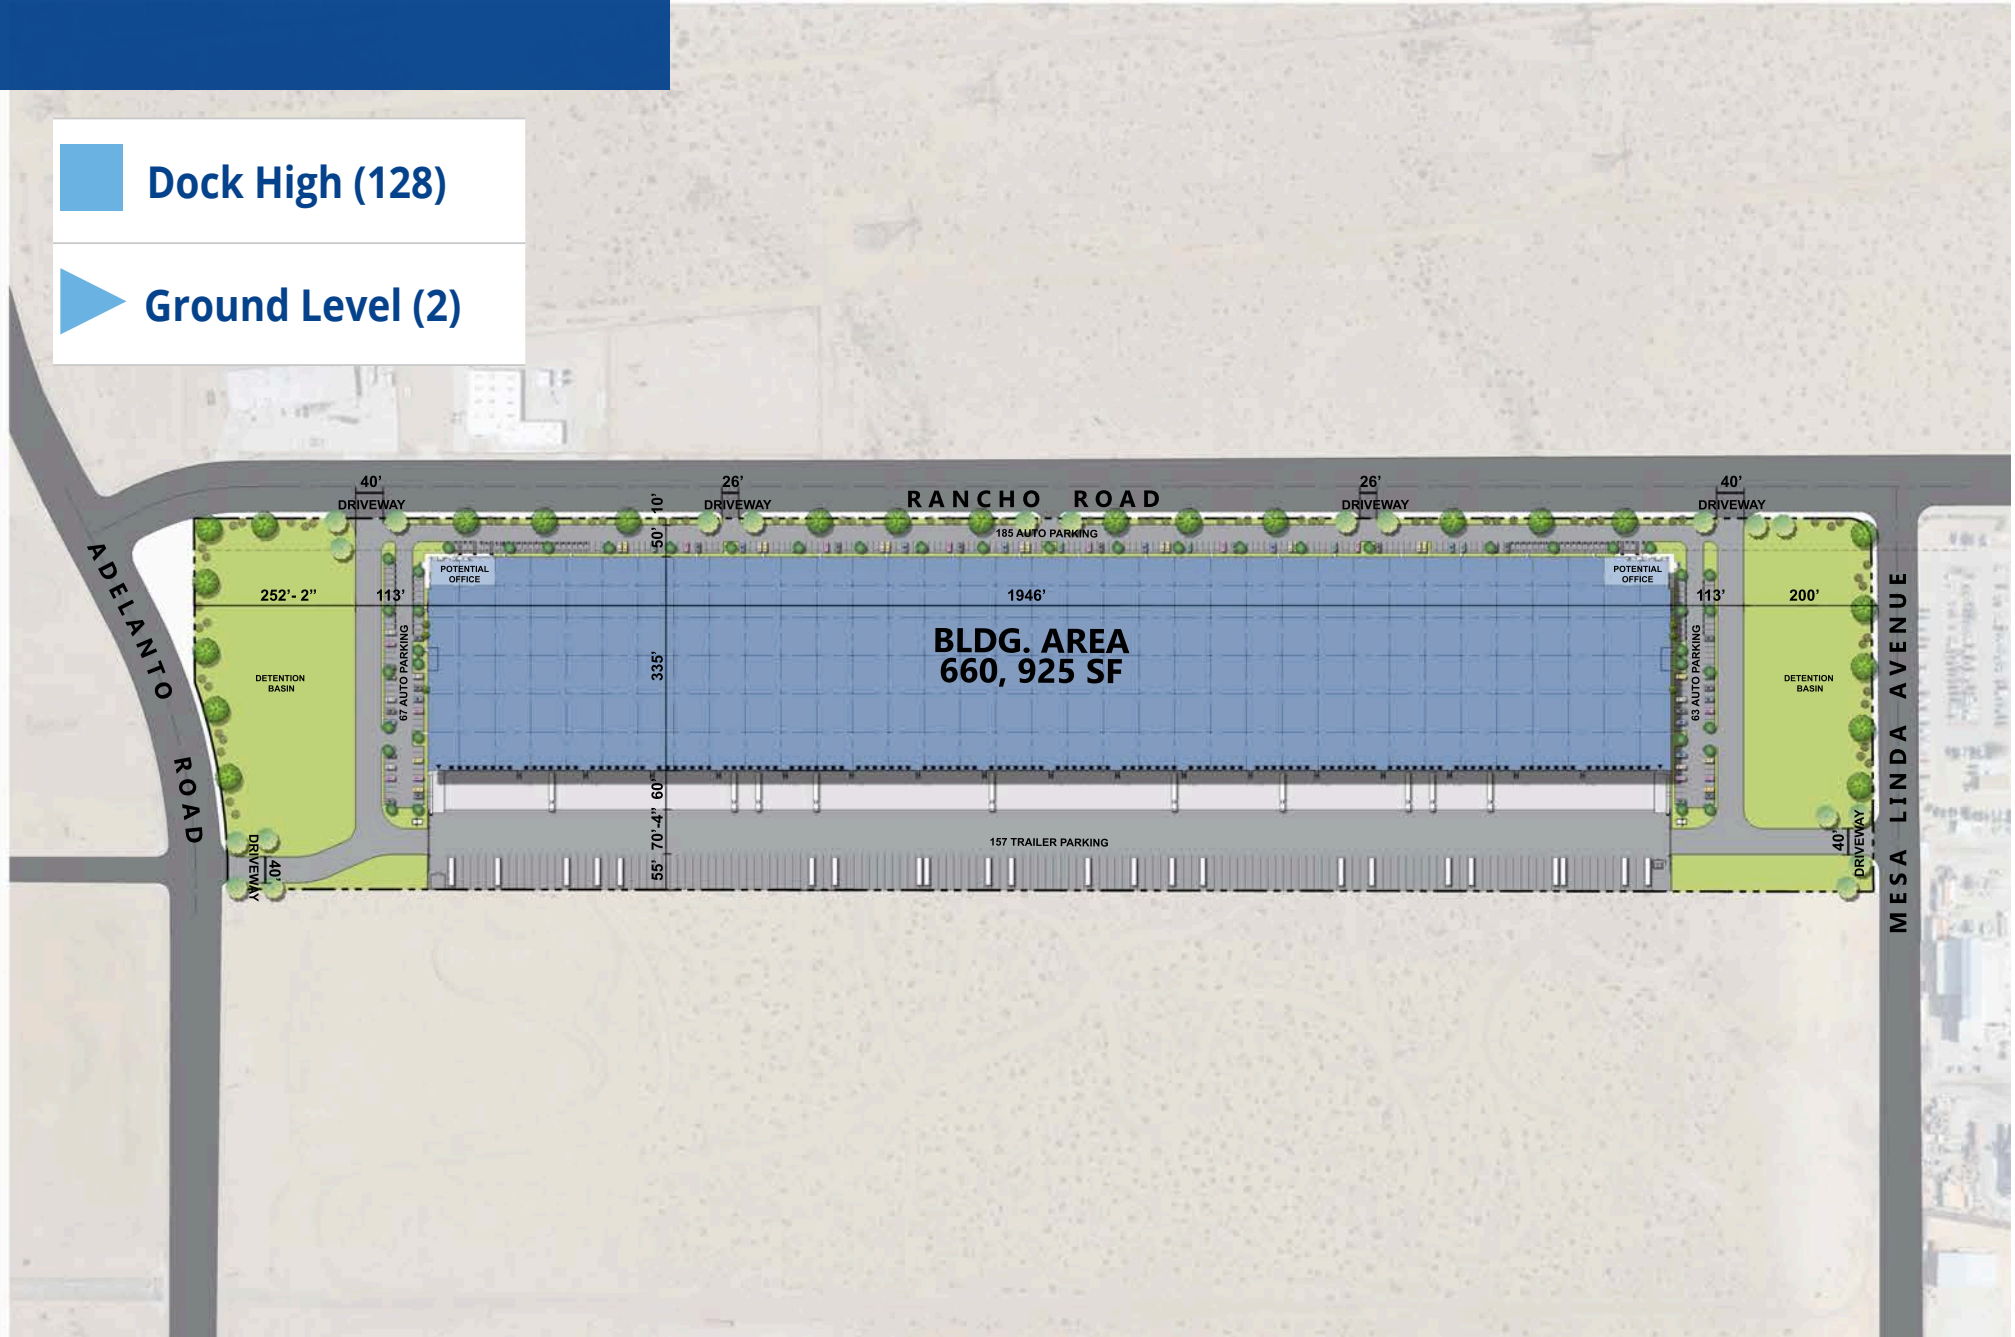 Dock High (128)
Ground Level (2)
40'
DRIVEWAY
26'
DRIVEWAY
RANCHO ROAD
26'
DRIVEWAY
40'
DRIVEWAY
10'
50'
185 AUTO PARKING
POTENTIAL
OFFICE
POTENTIAL
OFFICE
252'- 2"
113'
1946'
113'
200'
BLDG. AREA
660, 925 SF
335'
ADELANTO ROAD
DETENTION
BASIN
67 AUTO PARKING
63 AUTO PARKING
DETENTION
BASIN
MESA LINDA AVENUE
60'
70'-4"
55'
157 TRAILER PARKING
DRIVEWAY
40'
40'
DRIVEWAY